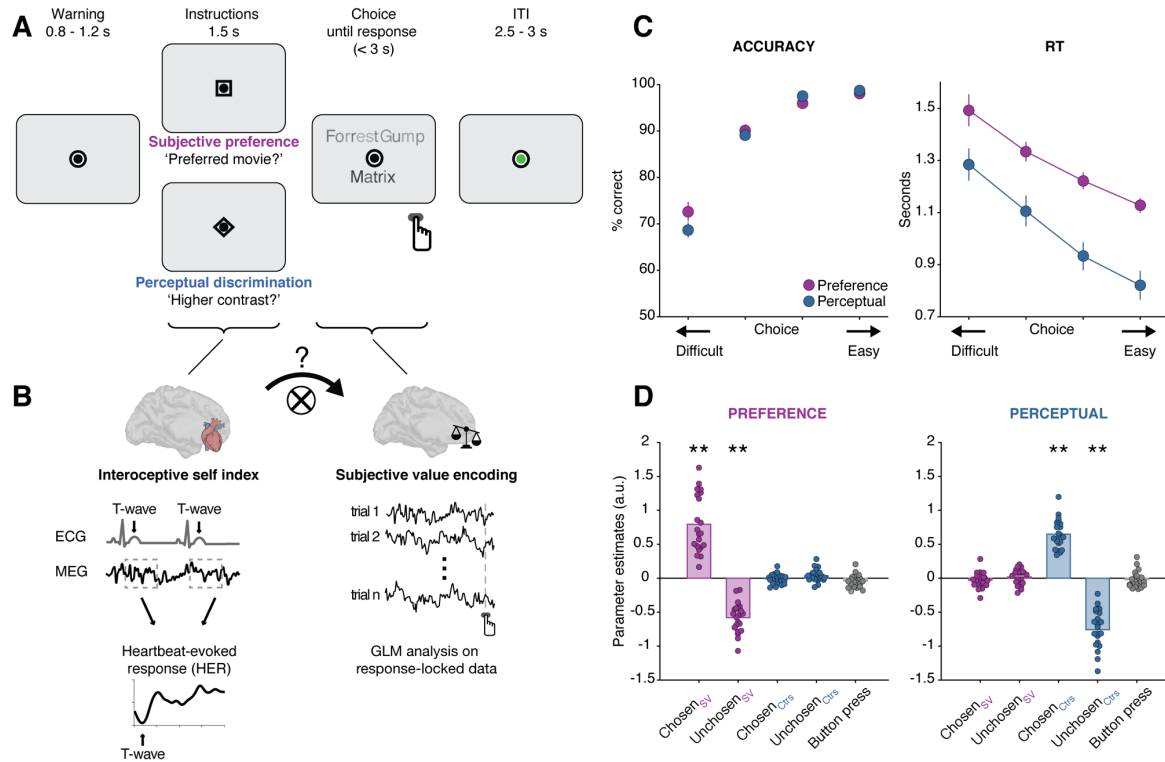 A
Warning
0.8 - 1.2 s
Instructions
1.5 s
Choice
until response
(< 3 s)
ITI
2.5 - 3 s
Subjective preference
'Preferred movie?'
ForrestGump
Matrix
Perceptual discrimination
'Higher contrast?'
B
?
Interoceptive self index
T-wave
T-wave
ECG
MEG
Heartbeat-evoked
response (HER)
T-wave
Subjective value encoding
trial 1
trial 2
trial n
GLM analysis on
response-locked data
C
ACCURACY
% correct
100
90
80
70
60
50
Preference
Perceptual
Choice
Difficult
Easy
RT
Seconds
1.5
1.3
1.1
0.9
0.7
Choice
Difficult
Easy
D
PREFERENCE
Parameter estimates (a.u.)
2
1.5
1
0.5
0
-0.5
-1
-1.5
** **
ChosenSV
UnchosenSV
ChosenCtrs
UnchosenCtrs
Button press
PERCEPTUAL
2
1.5
1
0.5
0
-0.5
-1
-1.5
** **
ChosenSV
UnchosenSV
ChosenCtrs
UnchosenCtrs
Button press